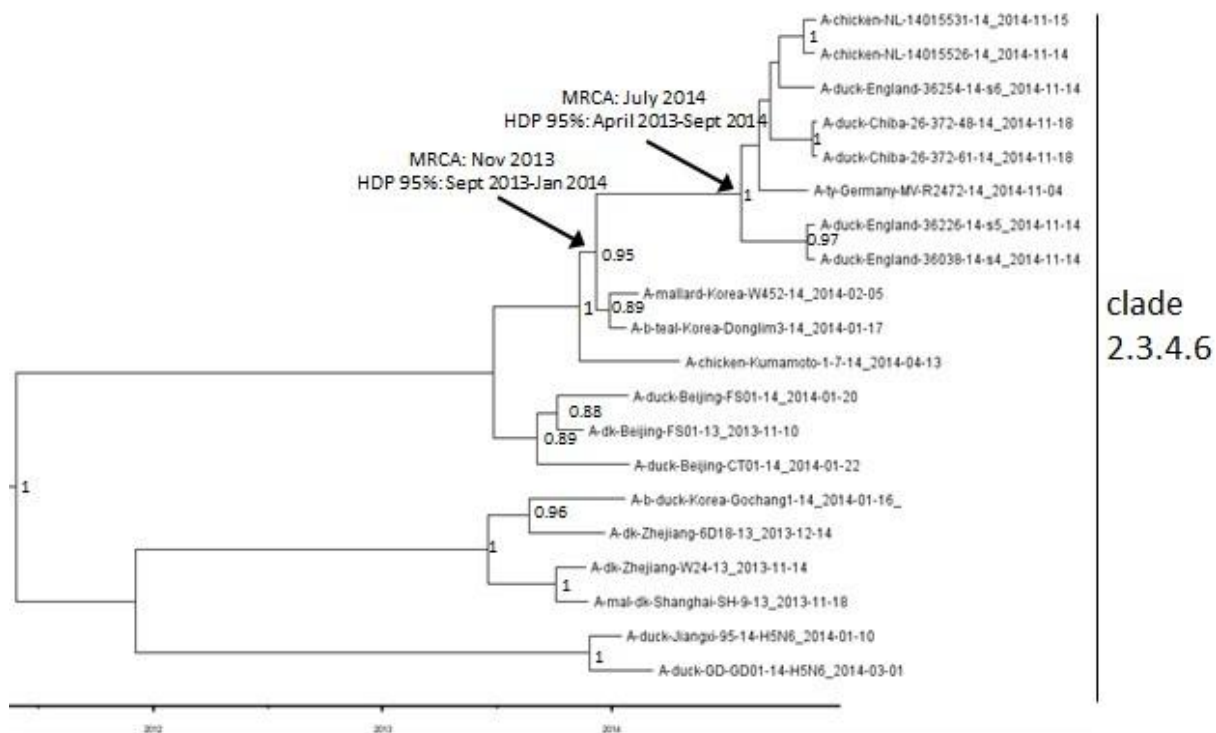 A-chicken-NL-14015531-14_2014-11-15
1
A-chicken-NL-14015526-14_2014-11-14
A-duck-England-36254-14-s6_2014-11-14
MRCA: July 2014
HDP 95%: April 2013-Sept 2014
A-duck-Chiba-26-372-48-14_2014-11-18
1
A-duck-Chiba-26-372-61-14_2014-11-18
MRCA: Nov 2013
HDP 95%: Sept 2013-Jan 2014
1
A-ty-Germany-MV-R2472-14_2014-11-04
A-duck-England-36226-14-s5_2014-11-14
0.97
A-duck-England-36038-14-s4_2014-11-14
0.95
A-mallard-Korea-W452-14_2014-02-05
1
0.89
A-b-teal-Korea-Donglim3-14_2014-01-17
clade
2.3.4.6
A-chicken-Kumamoto-1-7-14_2014-04-13
A-duck-Beijing-FS01-14_2014-01-20
0.88
A-dk-Beijing-FS01-13_2013-11-10
0.89
A-duck-Beijing-CT01-14_2014-01-22
1
A-b-duck-Korea-Gochang1-14_2014-01-16_
0.96
A-dk-Zhejiang-6D18-13_2013-12-14
1
A-dk-Zhejiang-W24-13_2013-11-14
1
A-mal-dk-Shanghai-SH-9-13_2013-11-18
A-duck-Jiangxi-95-14-H5N6_2014-01-10
1
A-duck-GD-GD01-14-H5N6_2014-03-01
2012 2013 2014